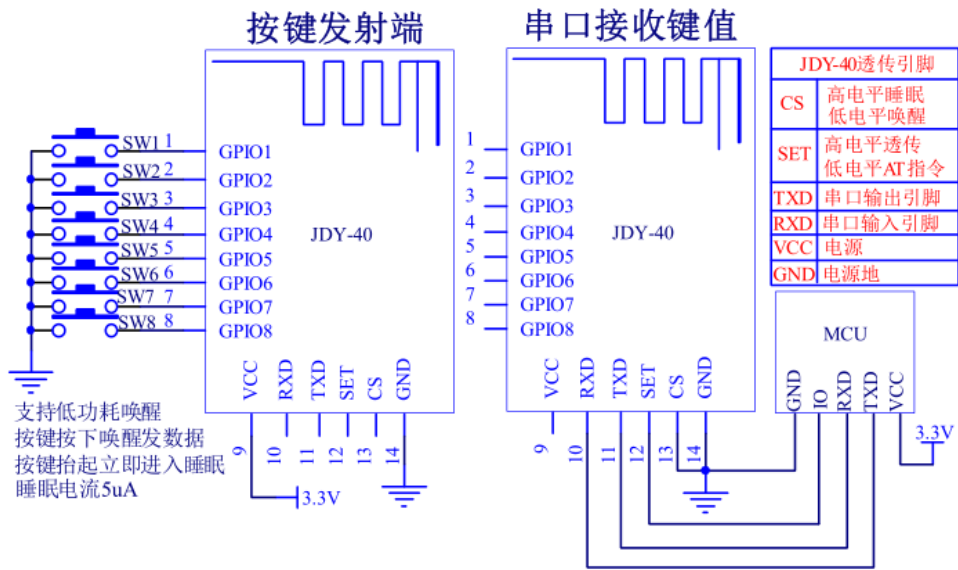 按键发射端
SW1 1
SW2 2
SW3 3
SW4 4
SW5 5
SW6 6
SW7 7
SW8 8
GPIO1
GPIO2
GPIO3
GPIO4
GPIO5
GPIO6
GPIO7
GPIO8
JDY-40
VCC RXD TXD SET CS GND
9 10 11 12 13 14
3.3V
支持低功耗唤醒
按键按下唤醒发数据
按键抬起立即进入睡眠
睡眠电流5uA
串口接收键值
1 GPIO1
2 GPIO2
3 GPIO3
4 GPIO4
5 GPIO5
6 GPIO6
7 GPIO7
8 GPIO8
JDY-40
VCC RXD TXD SET CS GND
9 10 11 12 13 14
JDY-40透传引脚
CS 高电平睡眠
低电平唤醒
SET 高电平透传
低电平AT指令
TXD 串口输出引脚
RXD 串口输入引脚
VCC 电源
GND 电源地
MCU
GND IO RXD TXD VCC
3.3V